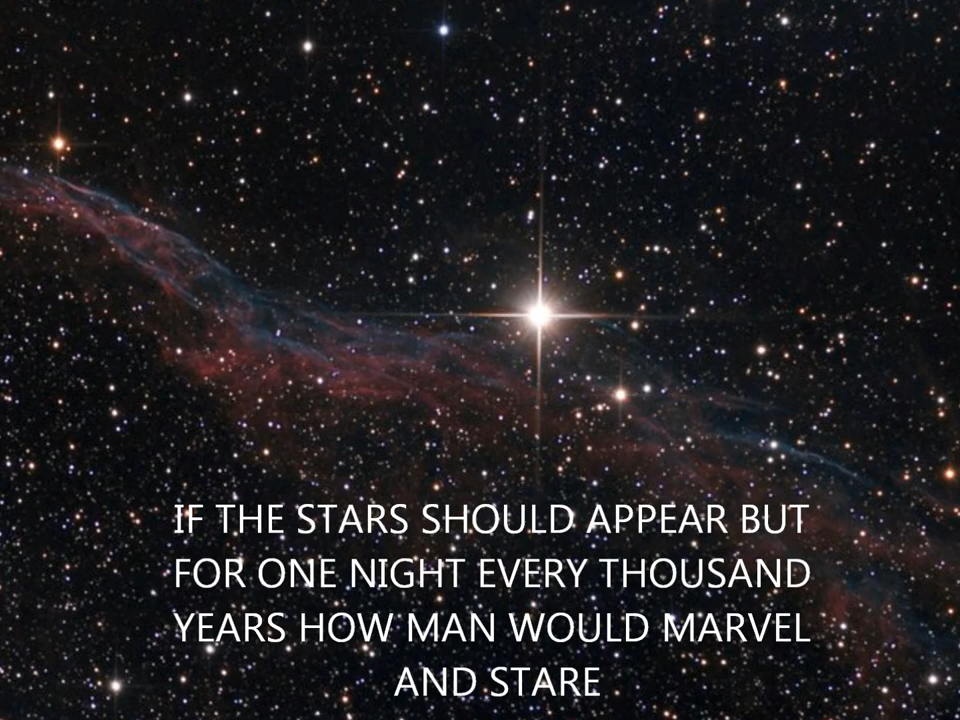 IF THE STARS SHOULD APPEAR BUT
FOR ONE NIGHT EVERY THOUSAND
YEARS HOW MAN WOULD MARVEL
AND STARE